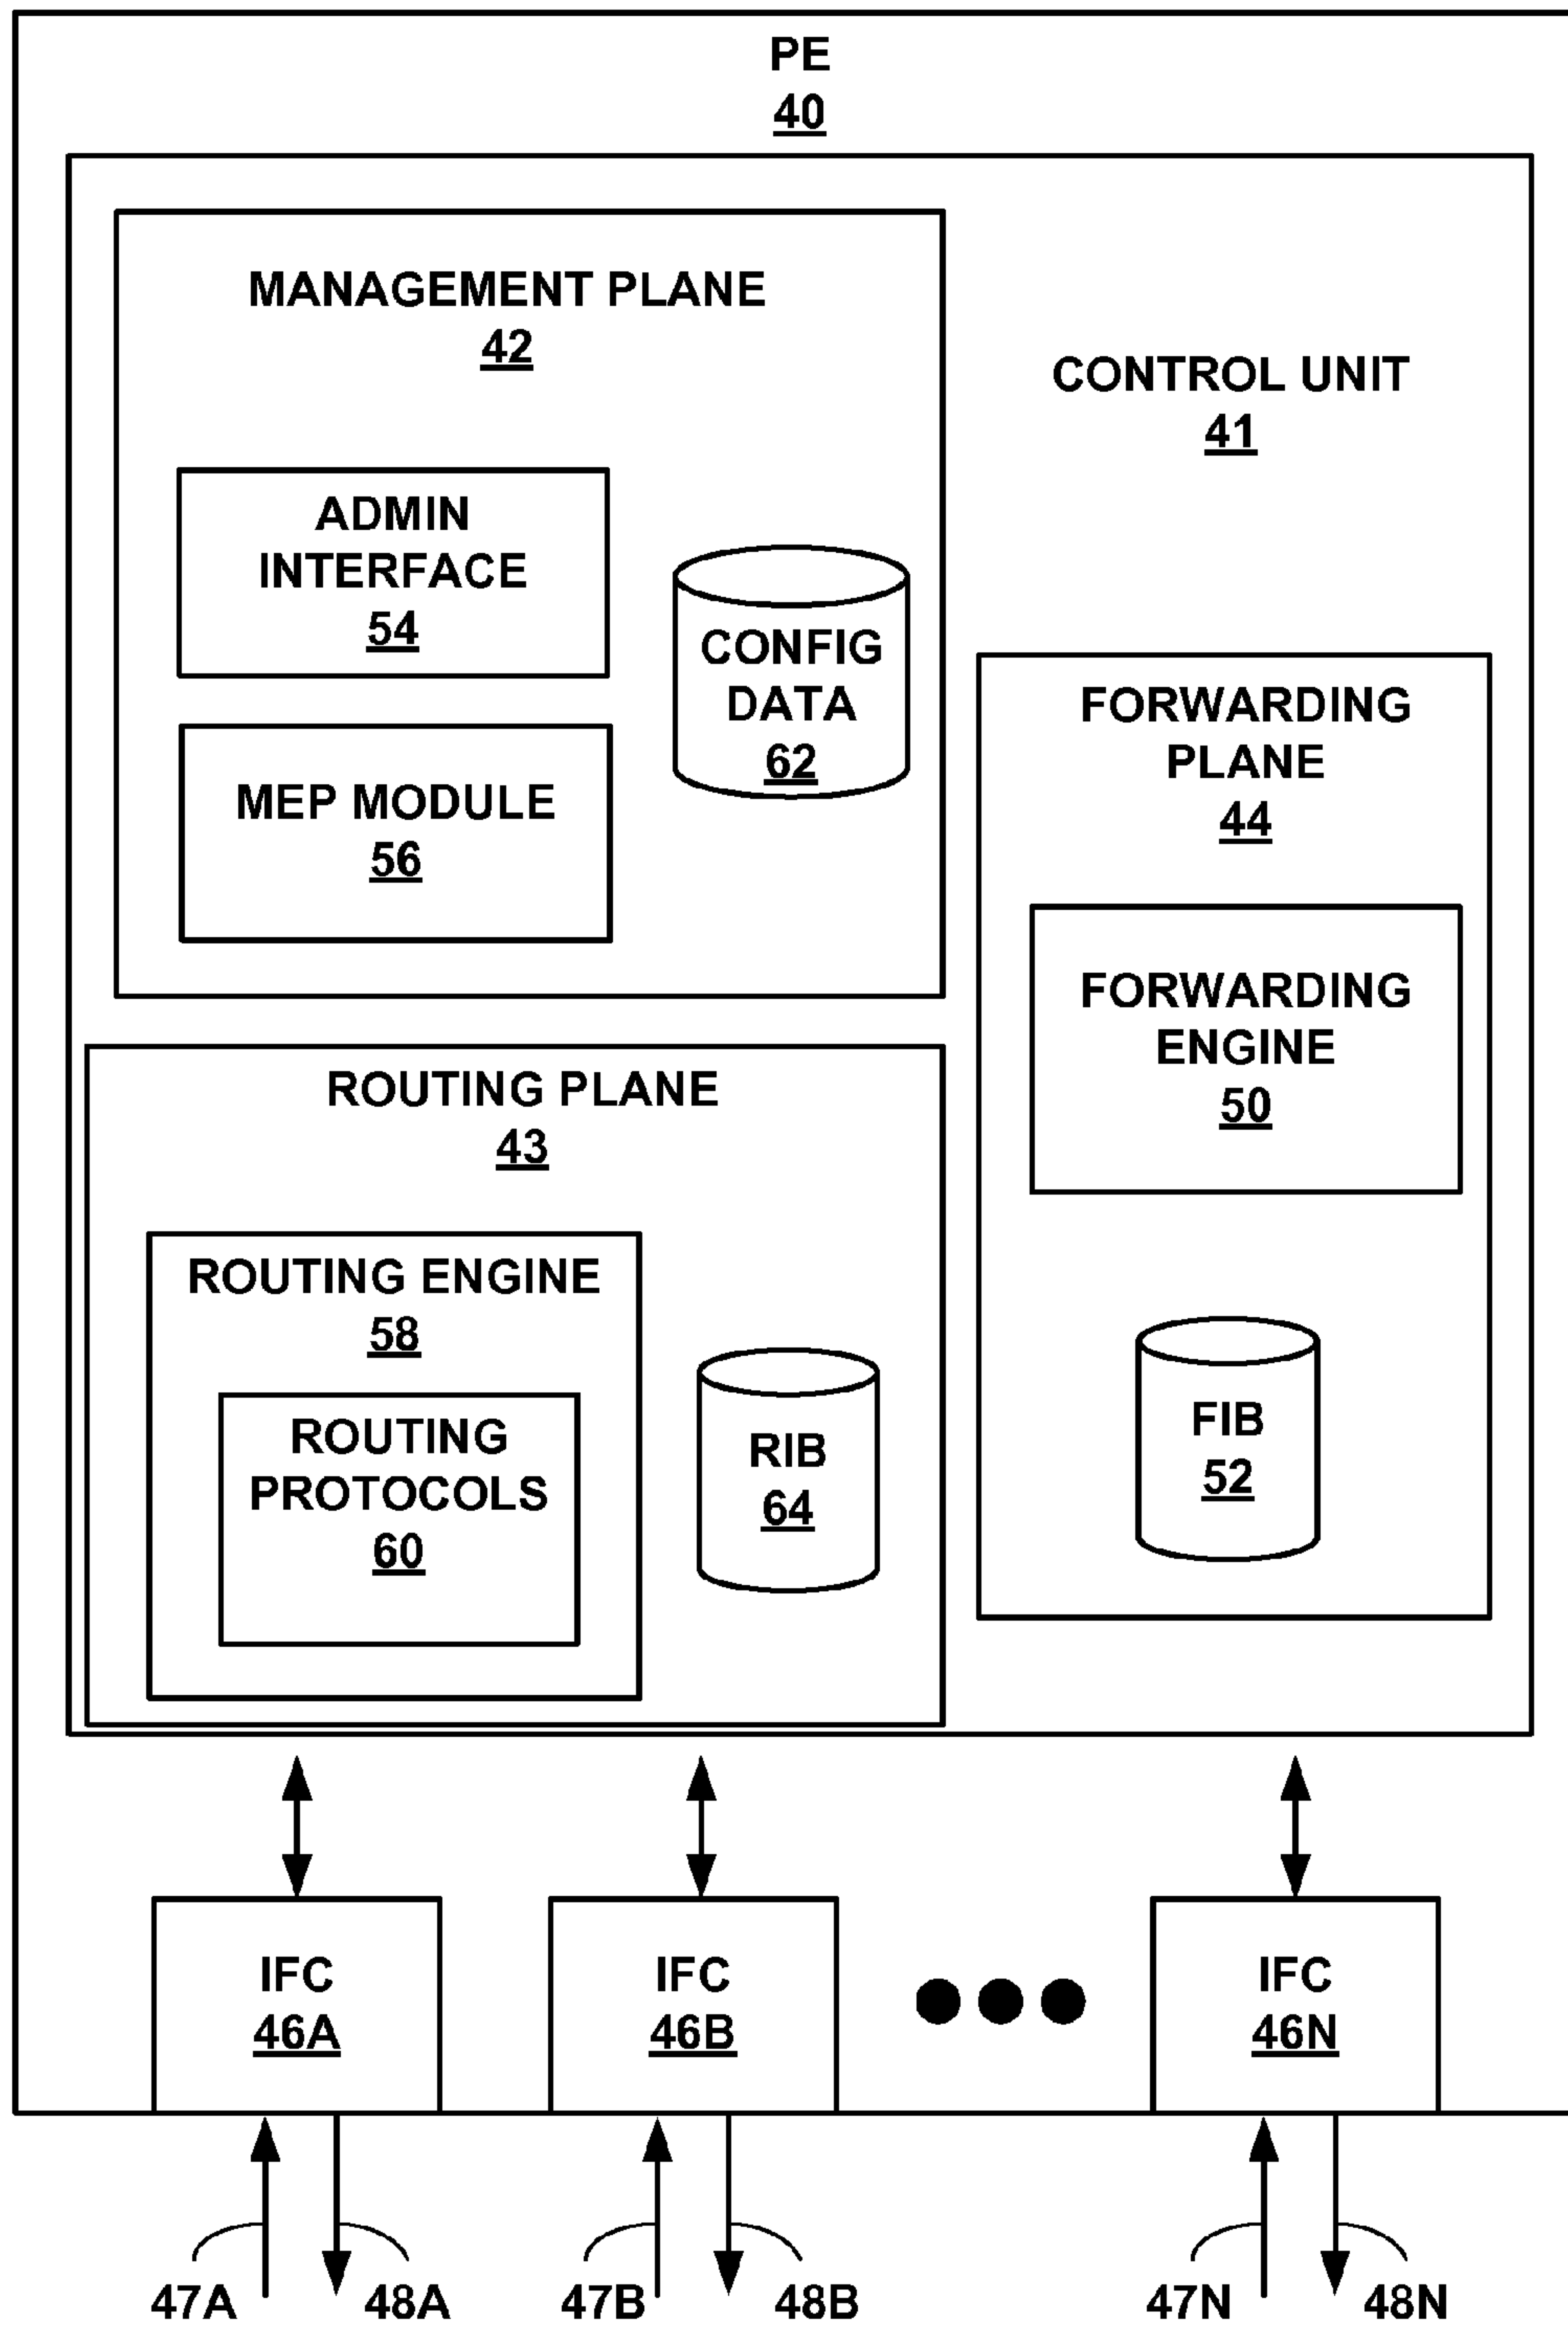 PE
40
MANAGEMENT PLANE
42
CONTROL UNIT
41
ADMIN
INTERFACE
54
CONFIG
DATA
62
MEP MODULE
56
FORWARDING
PLANE
44
FORWARDING
ENGINE
50
FIB
52
ROUTING PLANE
43
ROUTING ENGINE
58
ROUTING
PROTOCOLS
60
RIB
64
IFC
46A
IFC
46B
IFC
46N
47A
48A
47B
48B
47N
48N